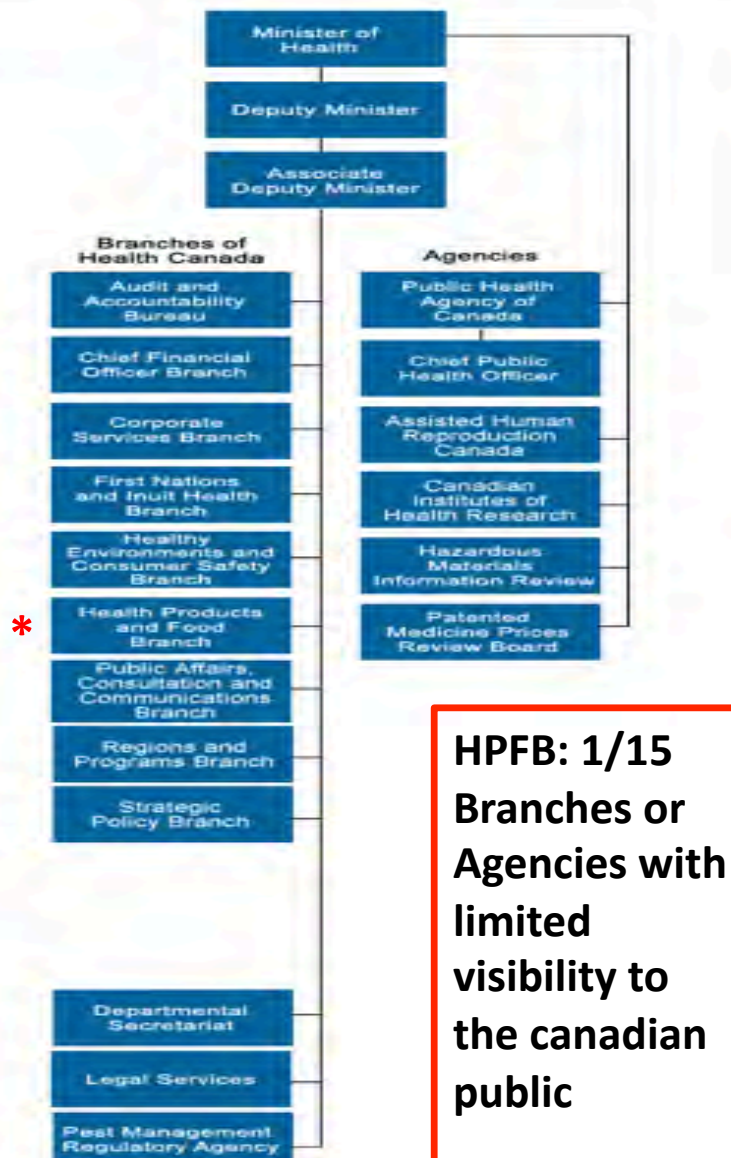 Minister of
Health
Deputy Minister
Associate
Deputy Minister
Branches of
Health Canada
Audit and
Accountability
Bureau
Chief Financial
Officer Branch
Corporate
Services Branch
First Nations
and Inuit Health
Branch
Healthy
Environments and
Consumer Safety
Branch
*
Health Products
and Food
Branch
Public Affairs,
Consultation and
Communications
Branch
Regions and
Programs Branch
Strategic
Policy Branch
Departmental
Secretariat
Legal Services
Pest Management
Regulatory Agency
Agencies
Public Health
Agency of
Canada
Chief Public
Health Officer
Assisted Human
Reproduction
Canada
Canadian
Institutes of
Health Research
Hazardous
Materials
Information Review
Patented
Medicine Prices
Review Board
HPFB: 1/15
Branches or
Agencies with
limited
visibility to
the canadian
public